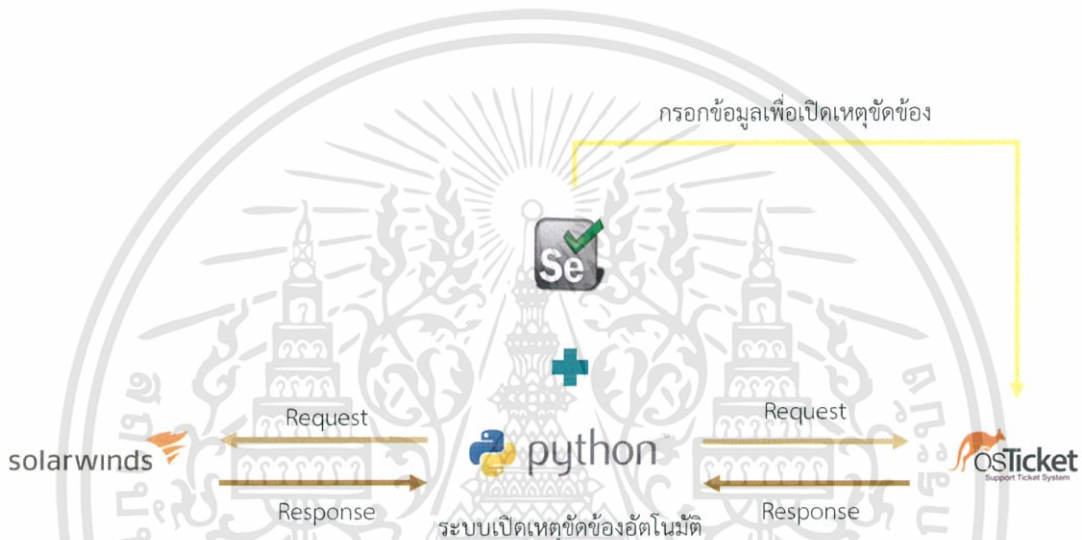 กรอกข้อมูลเพื่อเปิดเหตุขัดข้อง
Se
Request
Request
solarwinds
python
osTicket
Support Ticket System
Response
Response
ระบบเปิดเหตุขัดข้องอัตโนมัติ